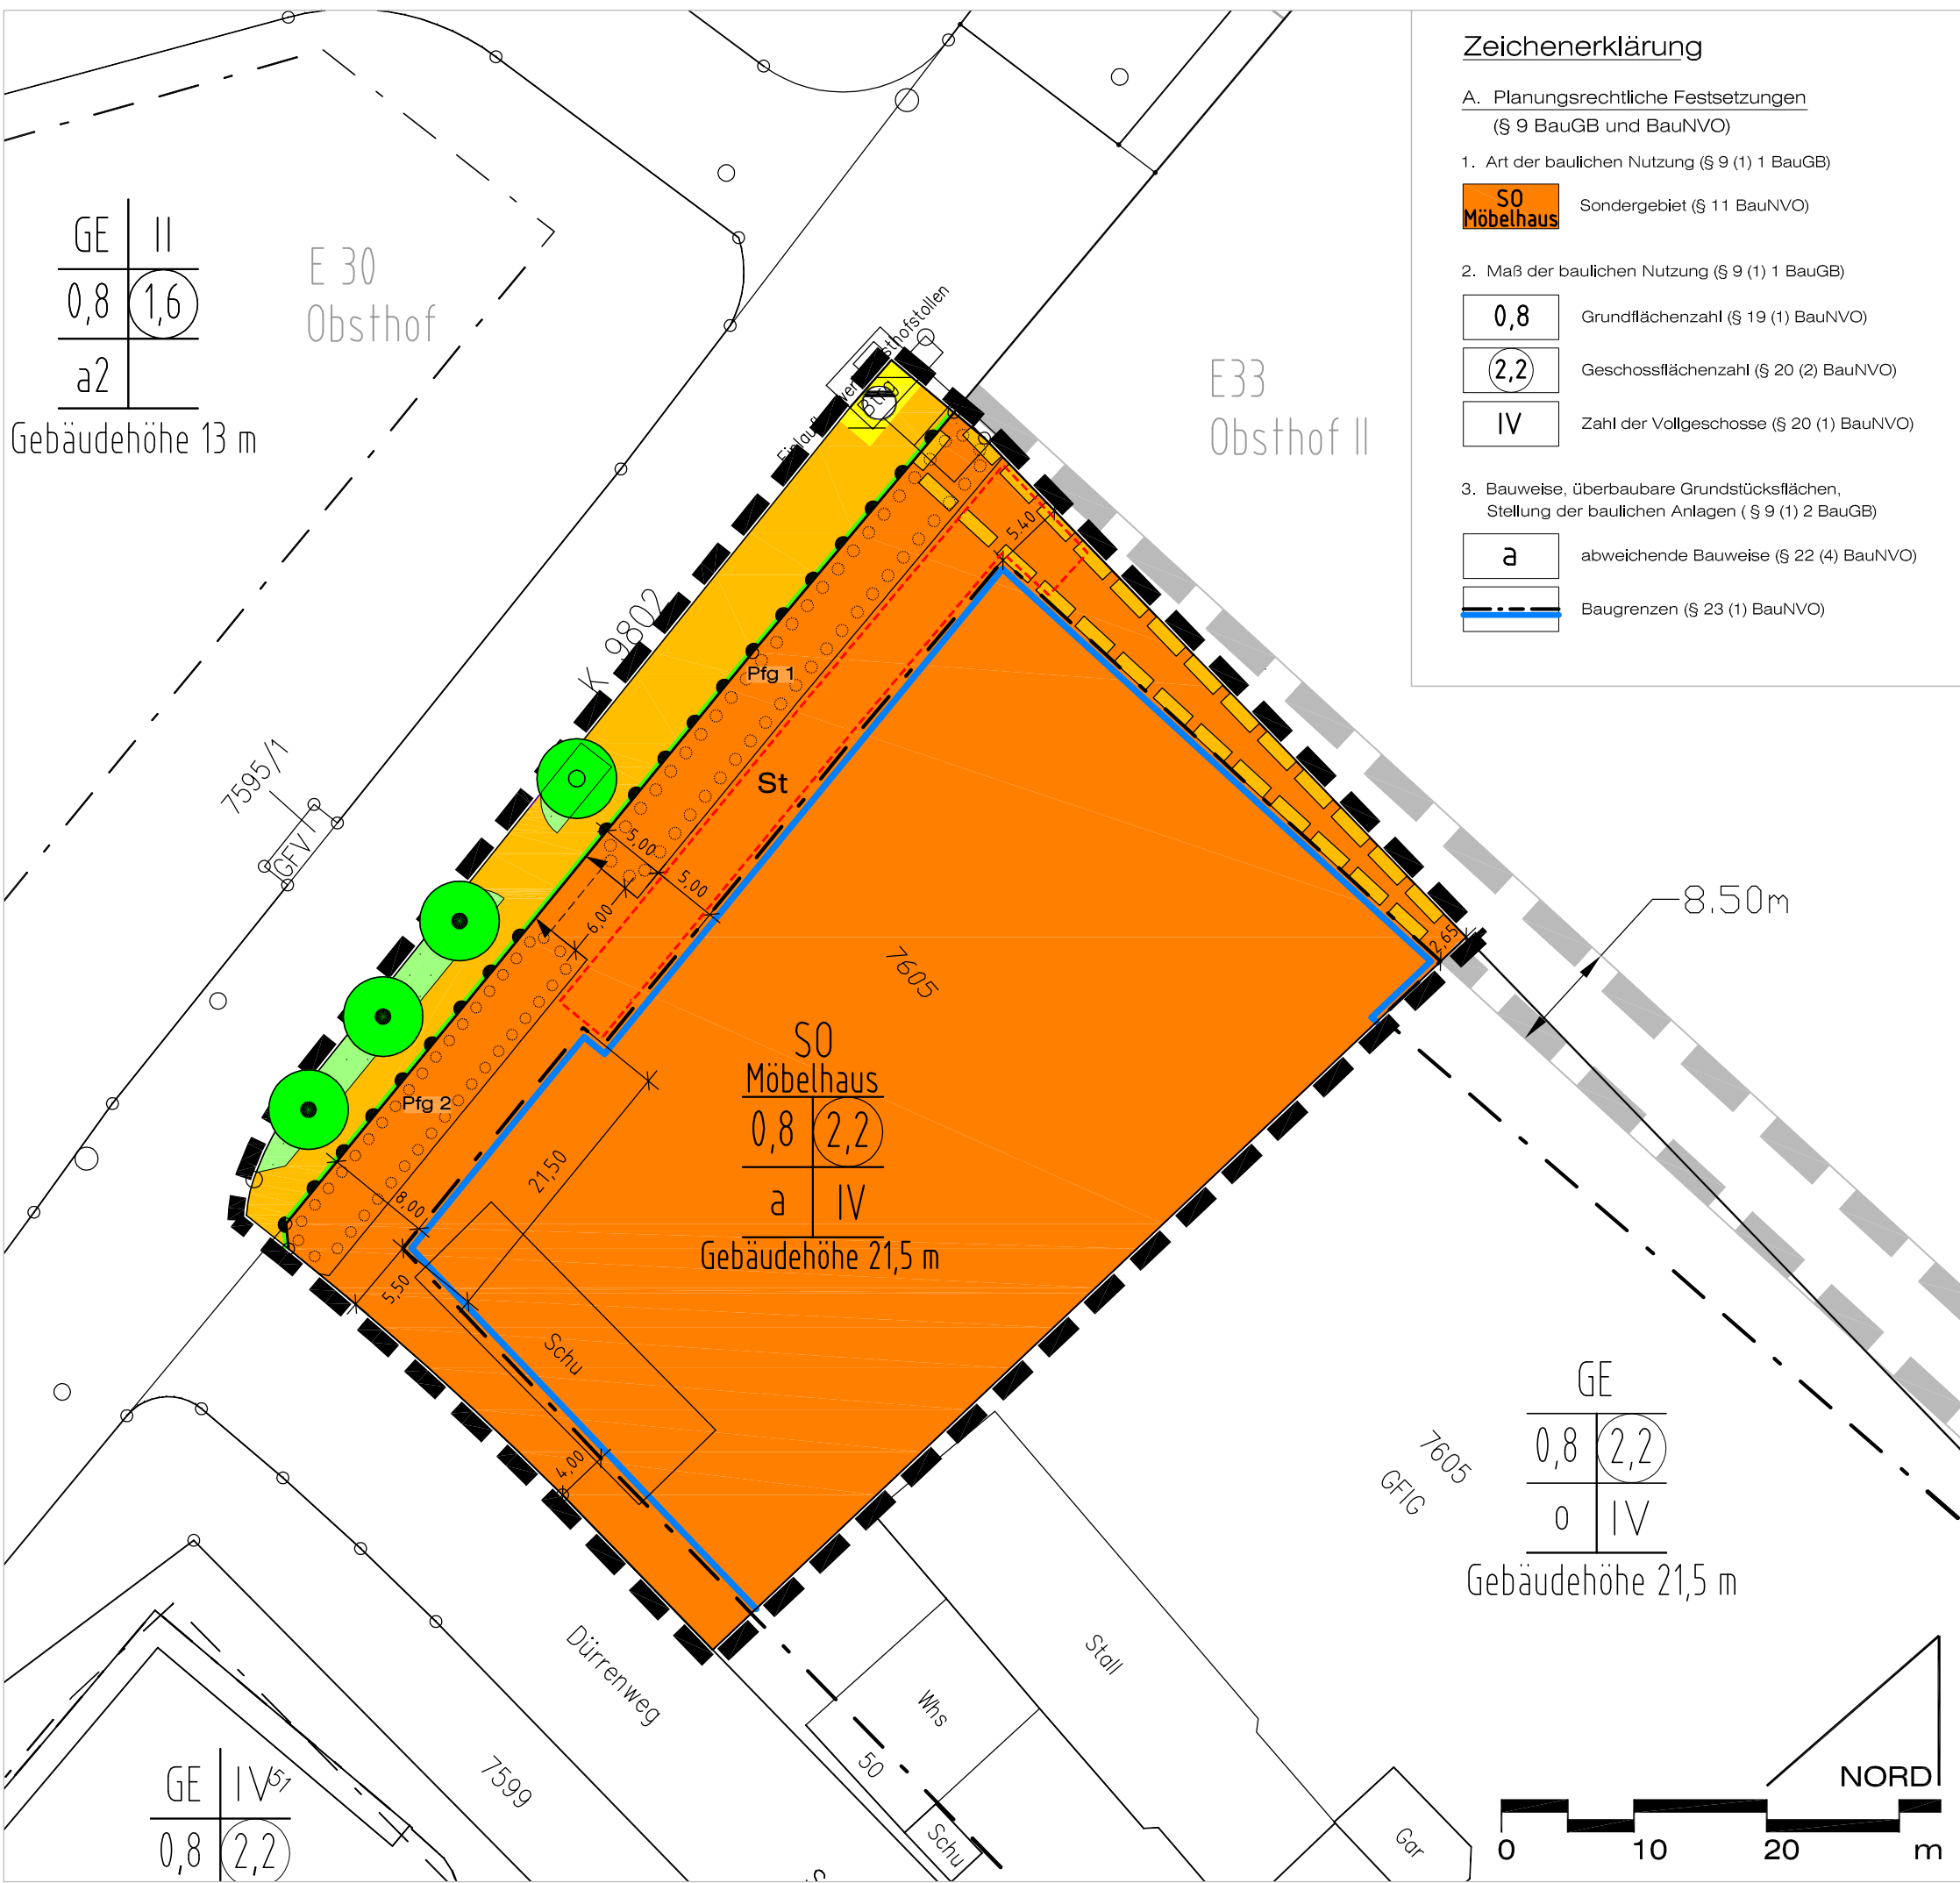 Zeichenerklärung
A. Planungsrechtliche Festsetzungen
(§ 9 BauGB und BauNVO)
1. Art der baulichen Nutzung (§ 9 (1) 1 BauGB)
SO
Möbelhaus
Sondergebiet (§ 11 BauNVO)
2. Maß der baulichen Nutzung (§ 9 (1) 1 BauGB)
0,8 Grundflächenzahl (§ 19 (1) BauNVO)
2,2 Geschossflächenzahl (§ 20 (2) BauNVO)
IV Zahl der Vollgeschosse (§ 20 (1) BauNVO)
3. Bauweise, überbaubare Grundstücksflächen,
Stellung der baulichen Anlagen ( § 9 (1) 2 BauGB)
a abweichende Bauweise (§ 22 (4) BauNVO)
Baugrenzen (§ 23 (1) BauNVO)
GE II
0,8 1,6
a2
Gebäudehöhe 13 m
E 30
Obsthof
E33
Obsthof II
Btfg
K 9802
7595/1
GFVI
Pfg 1
St
5.40
5,00
5,00
6,00
2,65
8.50m
7605
SO
Möbelhaus
0,8 2,2
a IV
Gebäudehöhe 21,5 m
Pfg 2
21,50
8,00
5,50
Schu
4,00
GE
0,8 2,2
o IV
Gebäudehöhe 21,5 m
7605
GFIG
Dürrenweg
7599
Stall
Whs
50
Schu
Gar
GE IV
51
0,8 2,2
NORD
0 10 20 m